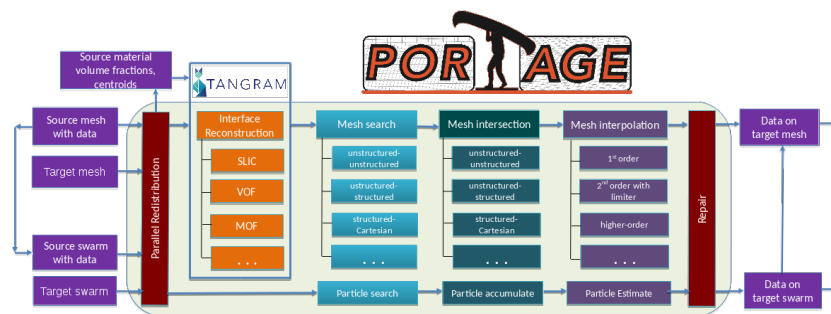 Source material
volume fractions,
centroids
TANGRAM
PORTAGE
Source mesh
with data
Target mesh
Source swarm
with data
Target swarm
Parallel Redistribution
Interface
Reconstruction
SLIC
VOF
MOF
. . .
Mesh search
unstructured-
unstructured
ustructured-
structured
structured-
Cartesian
. . .
Mesh intersection
unstructured-
unstructured
unstructured-
structured
structured-
Cartesian
. . .
Mesh interpolation
1st order
2nd order with
limiter
higher-order
. . .
Particle search
Particle accumulate
Particle Estimate
Repair
Data on
target mesh
Data on
target swarm